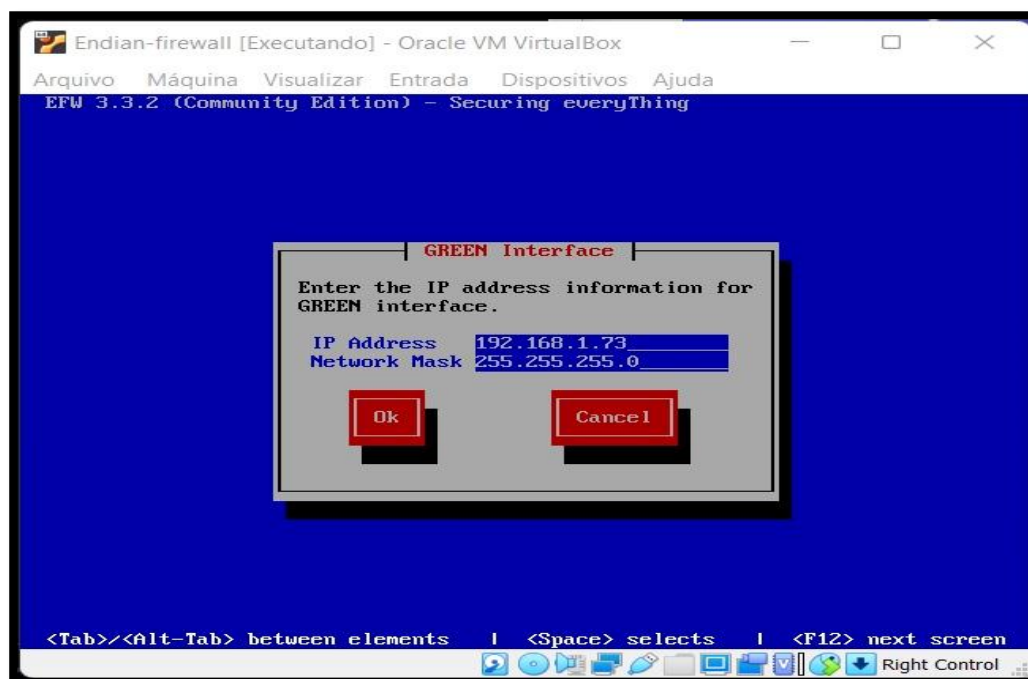 Endian-firewall [Executando] - Oracle VM VirtualBox
Arquivo Máquina Visualizar Entrada Dispositivos Ajuda
EFW 3.3.2 (Community Edition) - Securing everyThing
GREEN Interface
Enter the IP address information for
GREEN interface.
IP Address 192.168.1.73
Network Mask 255.255.255.0
Ok Cancel
<Tab>/<Alt-Tab> between elements | <Space> selects | <F12> next screen
Right Control